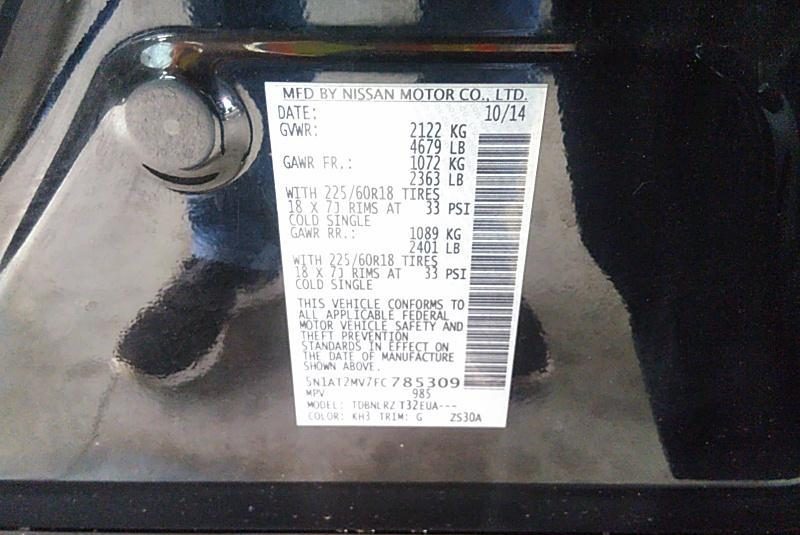 MFD BY NISSAN MOTOR CO., LTD.
DATE: 10/14
GVWR: 2122 KG
4679 LB
GAWR FR.: 1072 KG
2363 LB
WITH 225/60R18 TIRES
18 X 7J RIMS AT 33 PSI
COLD SINGLE
GAWR RR.: 1089 KG
2401 LB
WITH 225/60R18 TIRES
18 X 7J RIMS AT 33 PSI
COLD SINGLE
THIS VEHICLE CONFORMS TO
ALL APPLICABLE FEDERAL
MOTOR VEHICLE SAFETY AND
THEFT PREVENTION
STANDARDS IN EFFECT ON
THE DATE OF MANUFACTURE
SHOWN ABOVE.
5N1AT2MV7FC785309
MPV 985
MODEL: TDBNLRZ T32EUA---
COLOR: KH3 TRIM: G ZS30A